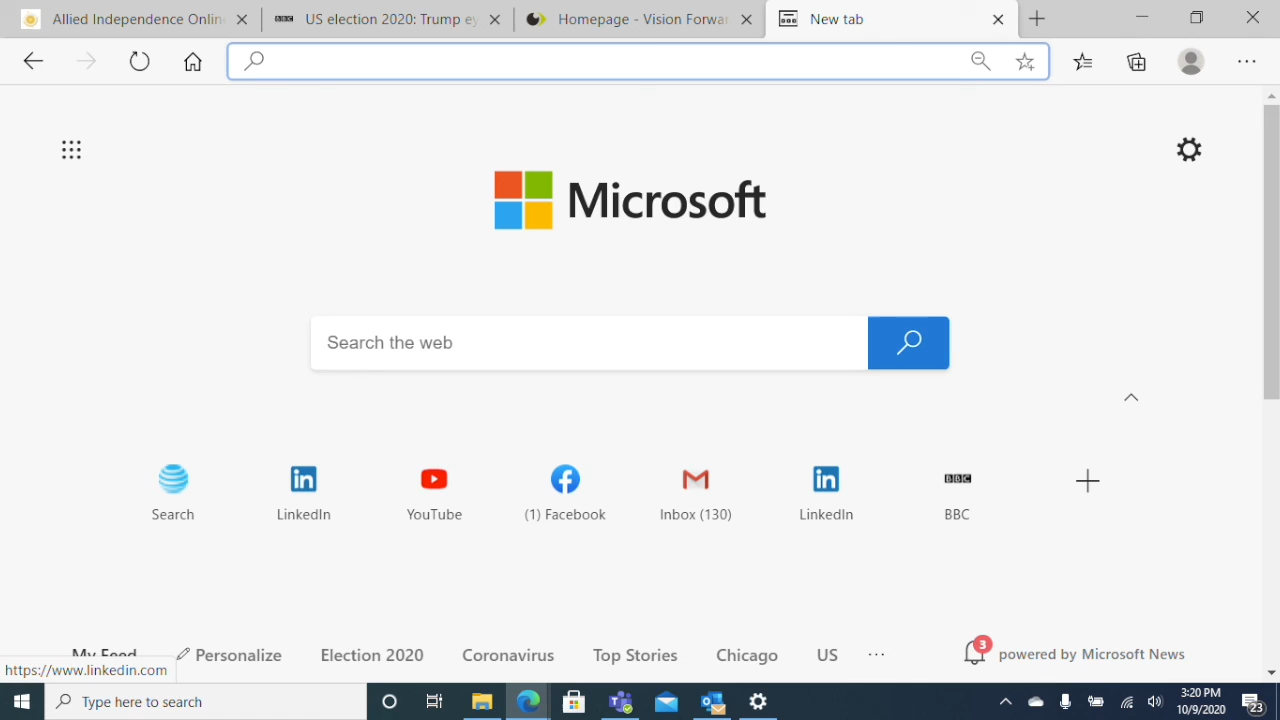 Allied Independence Onlin
BBC US election 2020: Trump ey
Homepage - Vision Forwa
New tab
Microsoft
Search the web
Search
LinkedIn
YouTube
(1) Facebook
Inbox (130)
LinkedIn
BBC
BBC
My Feed Personalize Election 2020 Coronavirus Top Stories Chicago US ... 3 powered by Microsoft News
https://www.linkedin.com
Type here to search
3:20 PM
10/9/2020
23